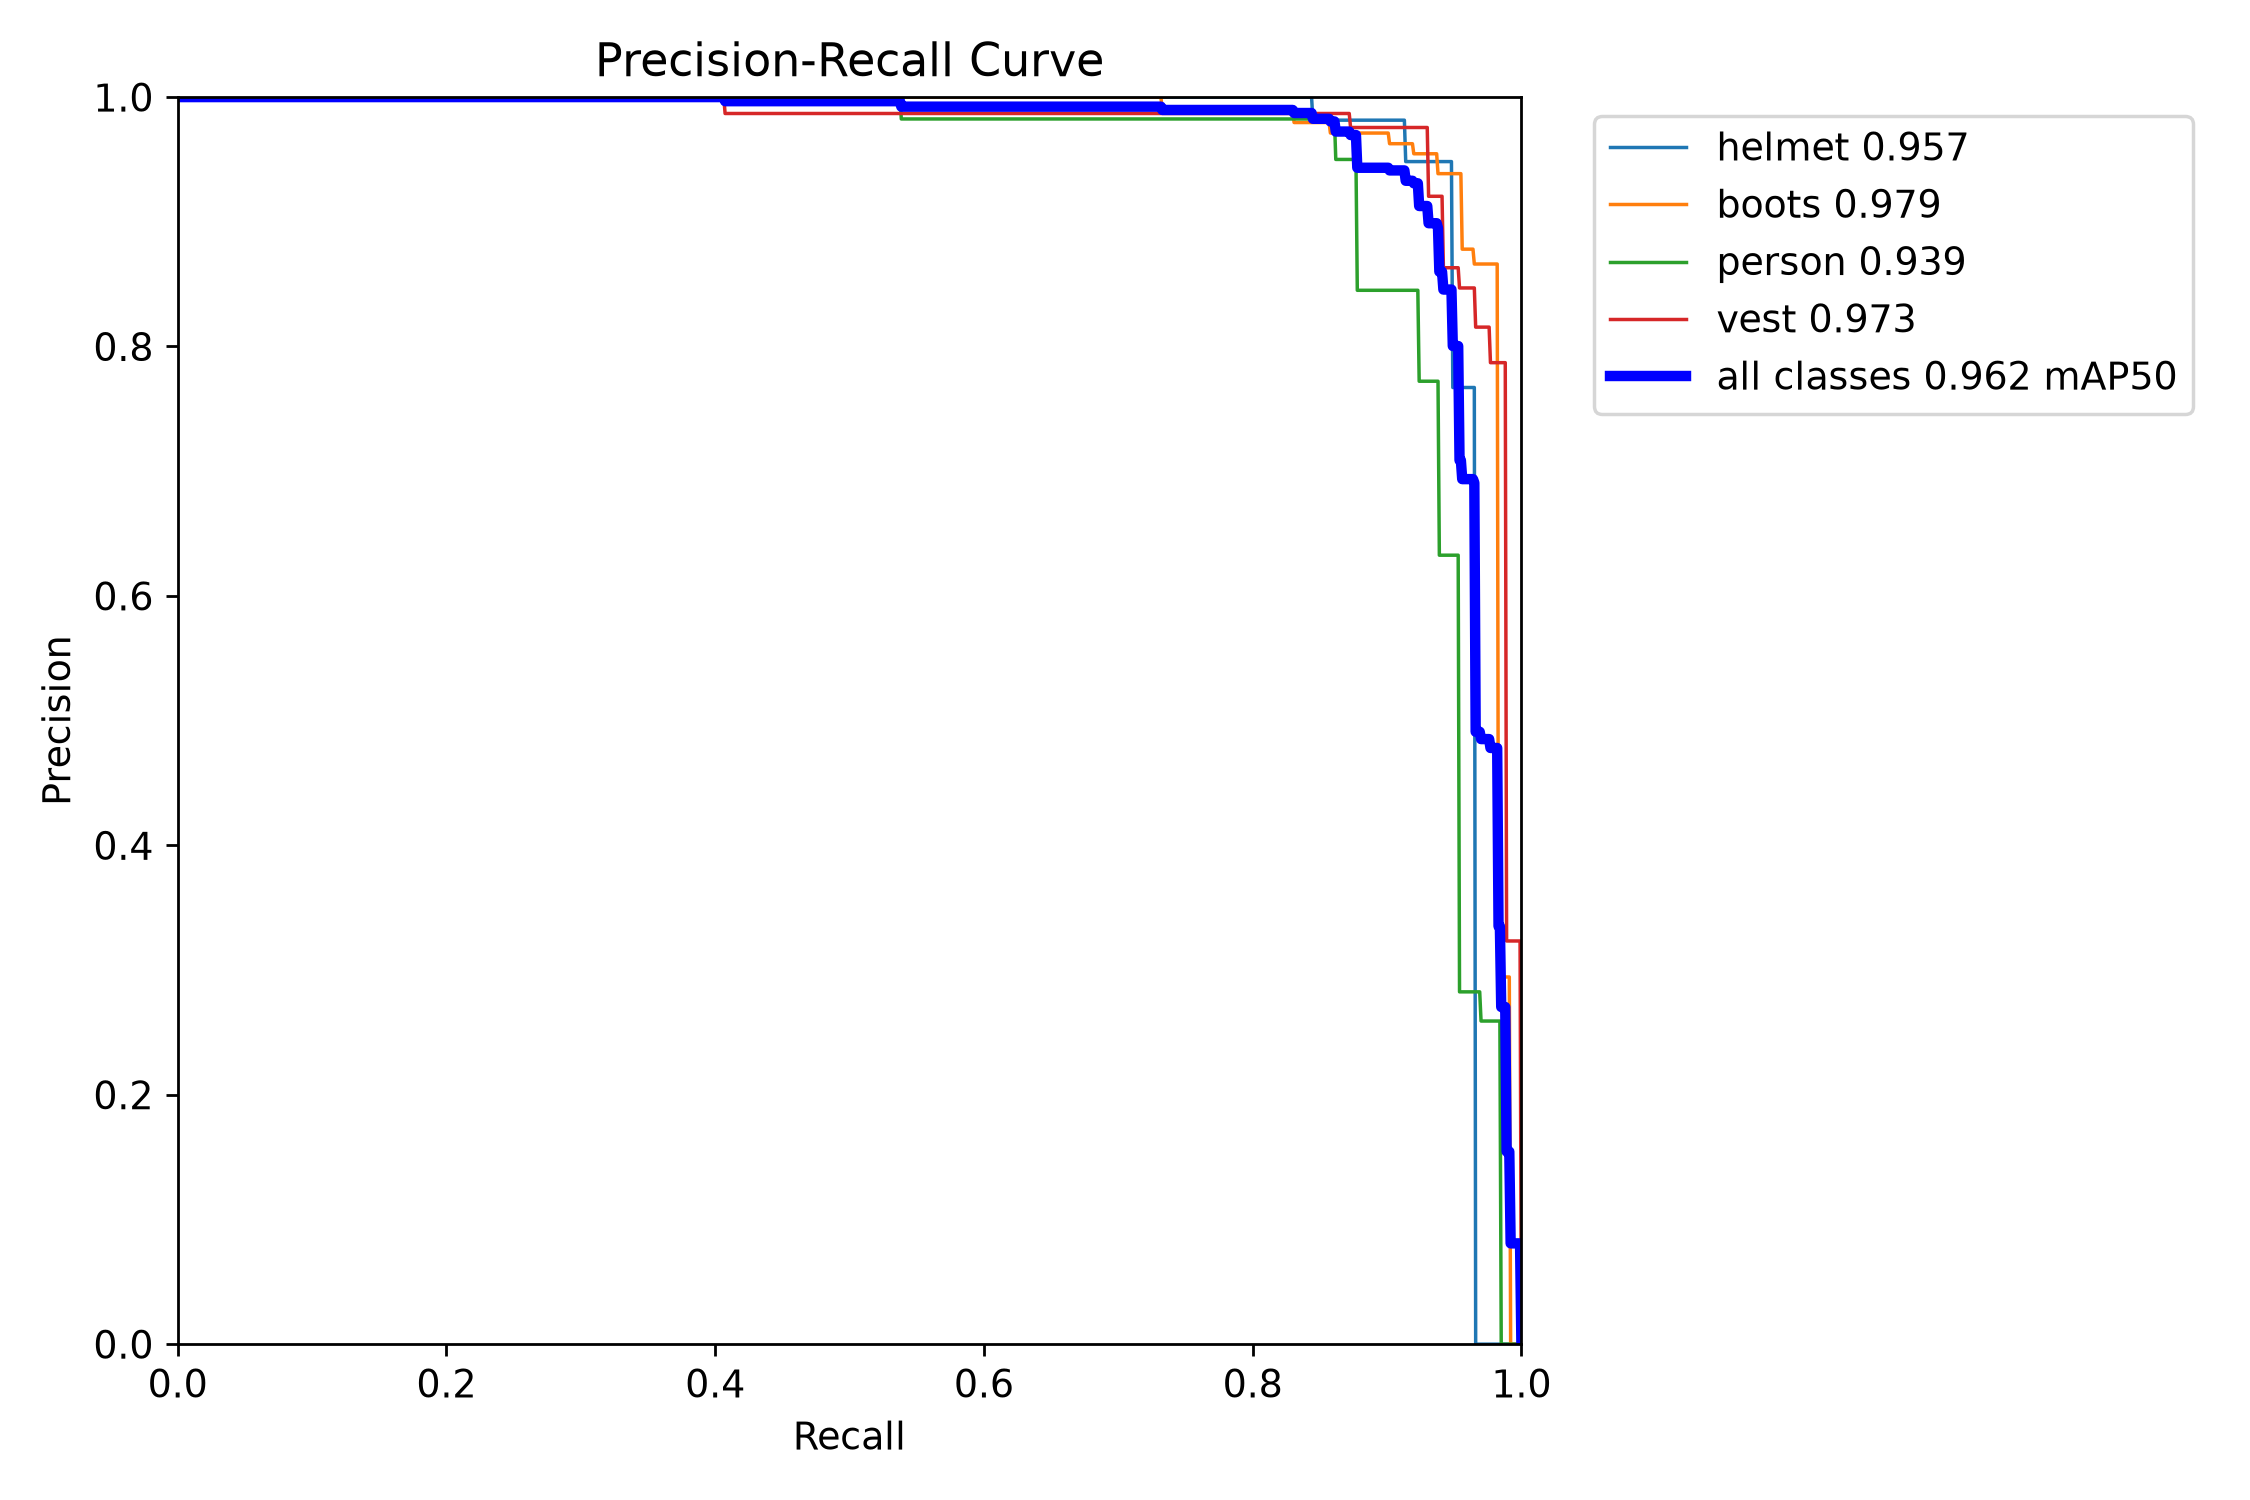 Precision-Recall Curve
1.0
0.8
0.6
0.4
0.2
0.0
Precision
0.0 0.2 0.4 0.6 0.8 1.0
Recall
helmet 0.957
boots 0.979
person 0.939
vest 0.973
all classes 0.962 mAP50